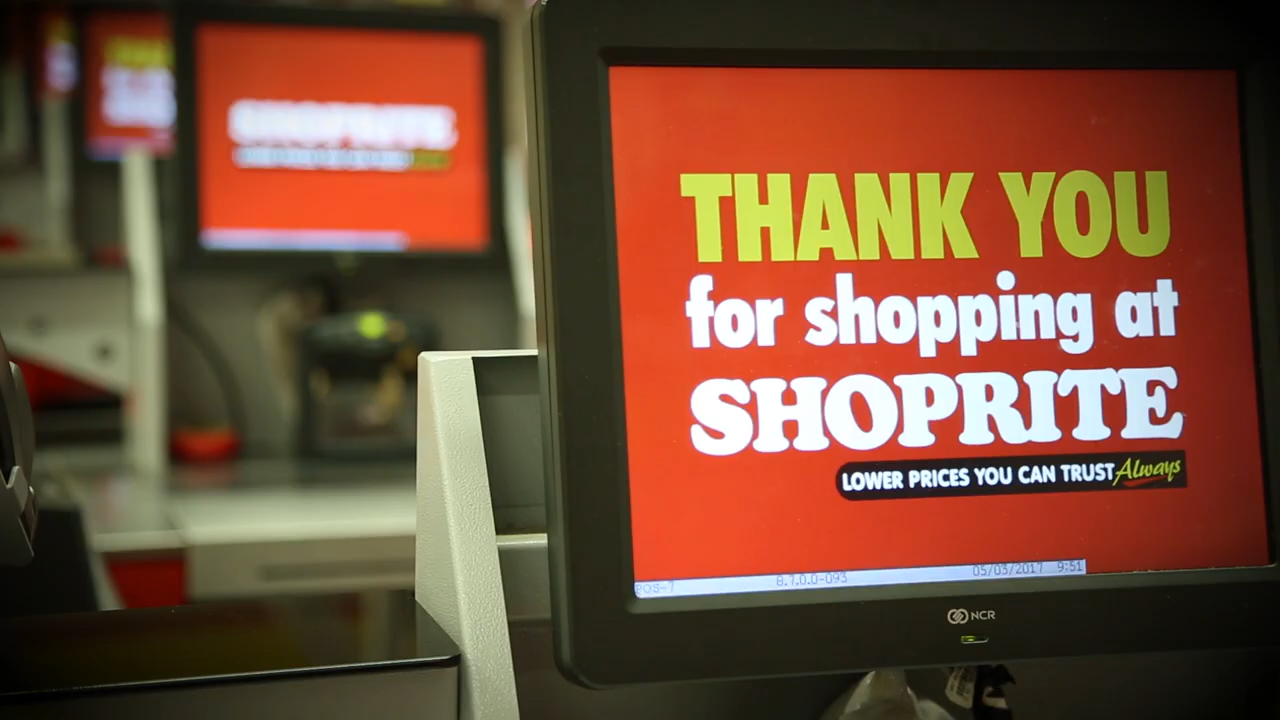 SHOPRITE
THANK YOU
for shopping at
SHOPRITE
LOWER PRICES YOU CAN TRUST Always
POS-7 8.7.0.0-093 05/03/2017 9:51
NCR